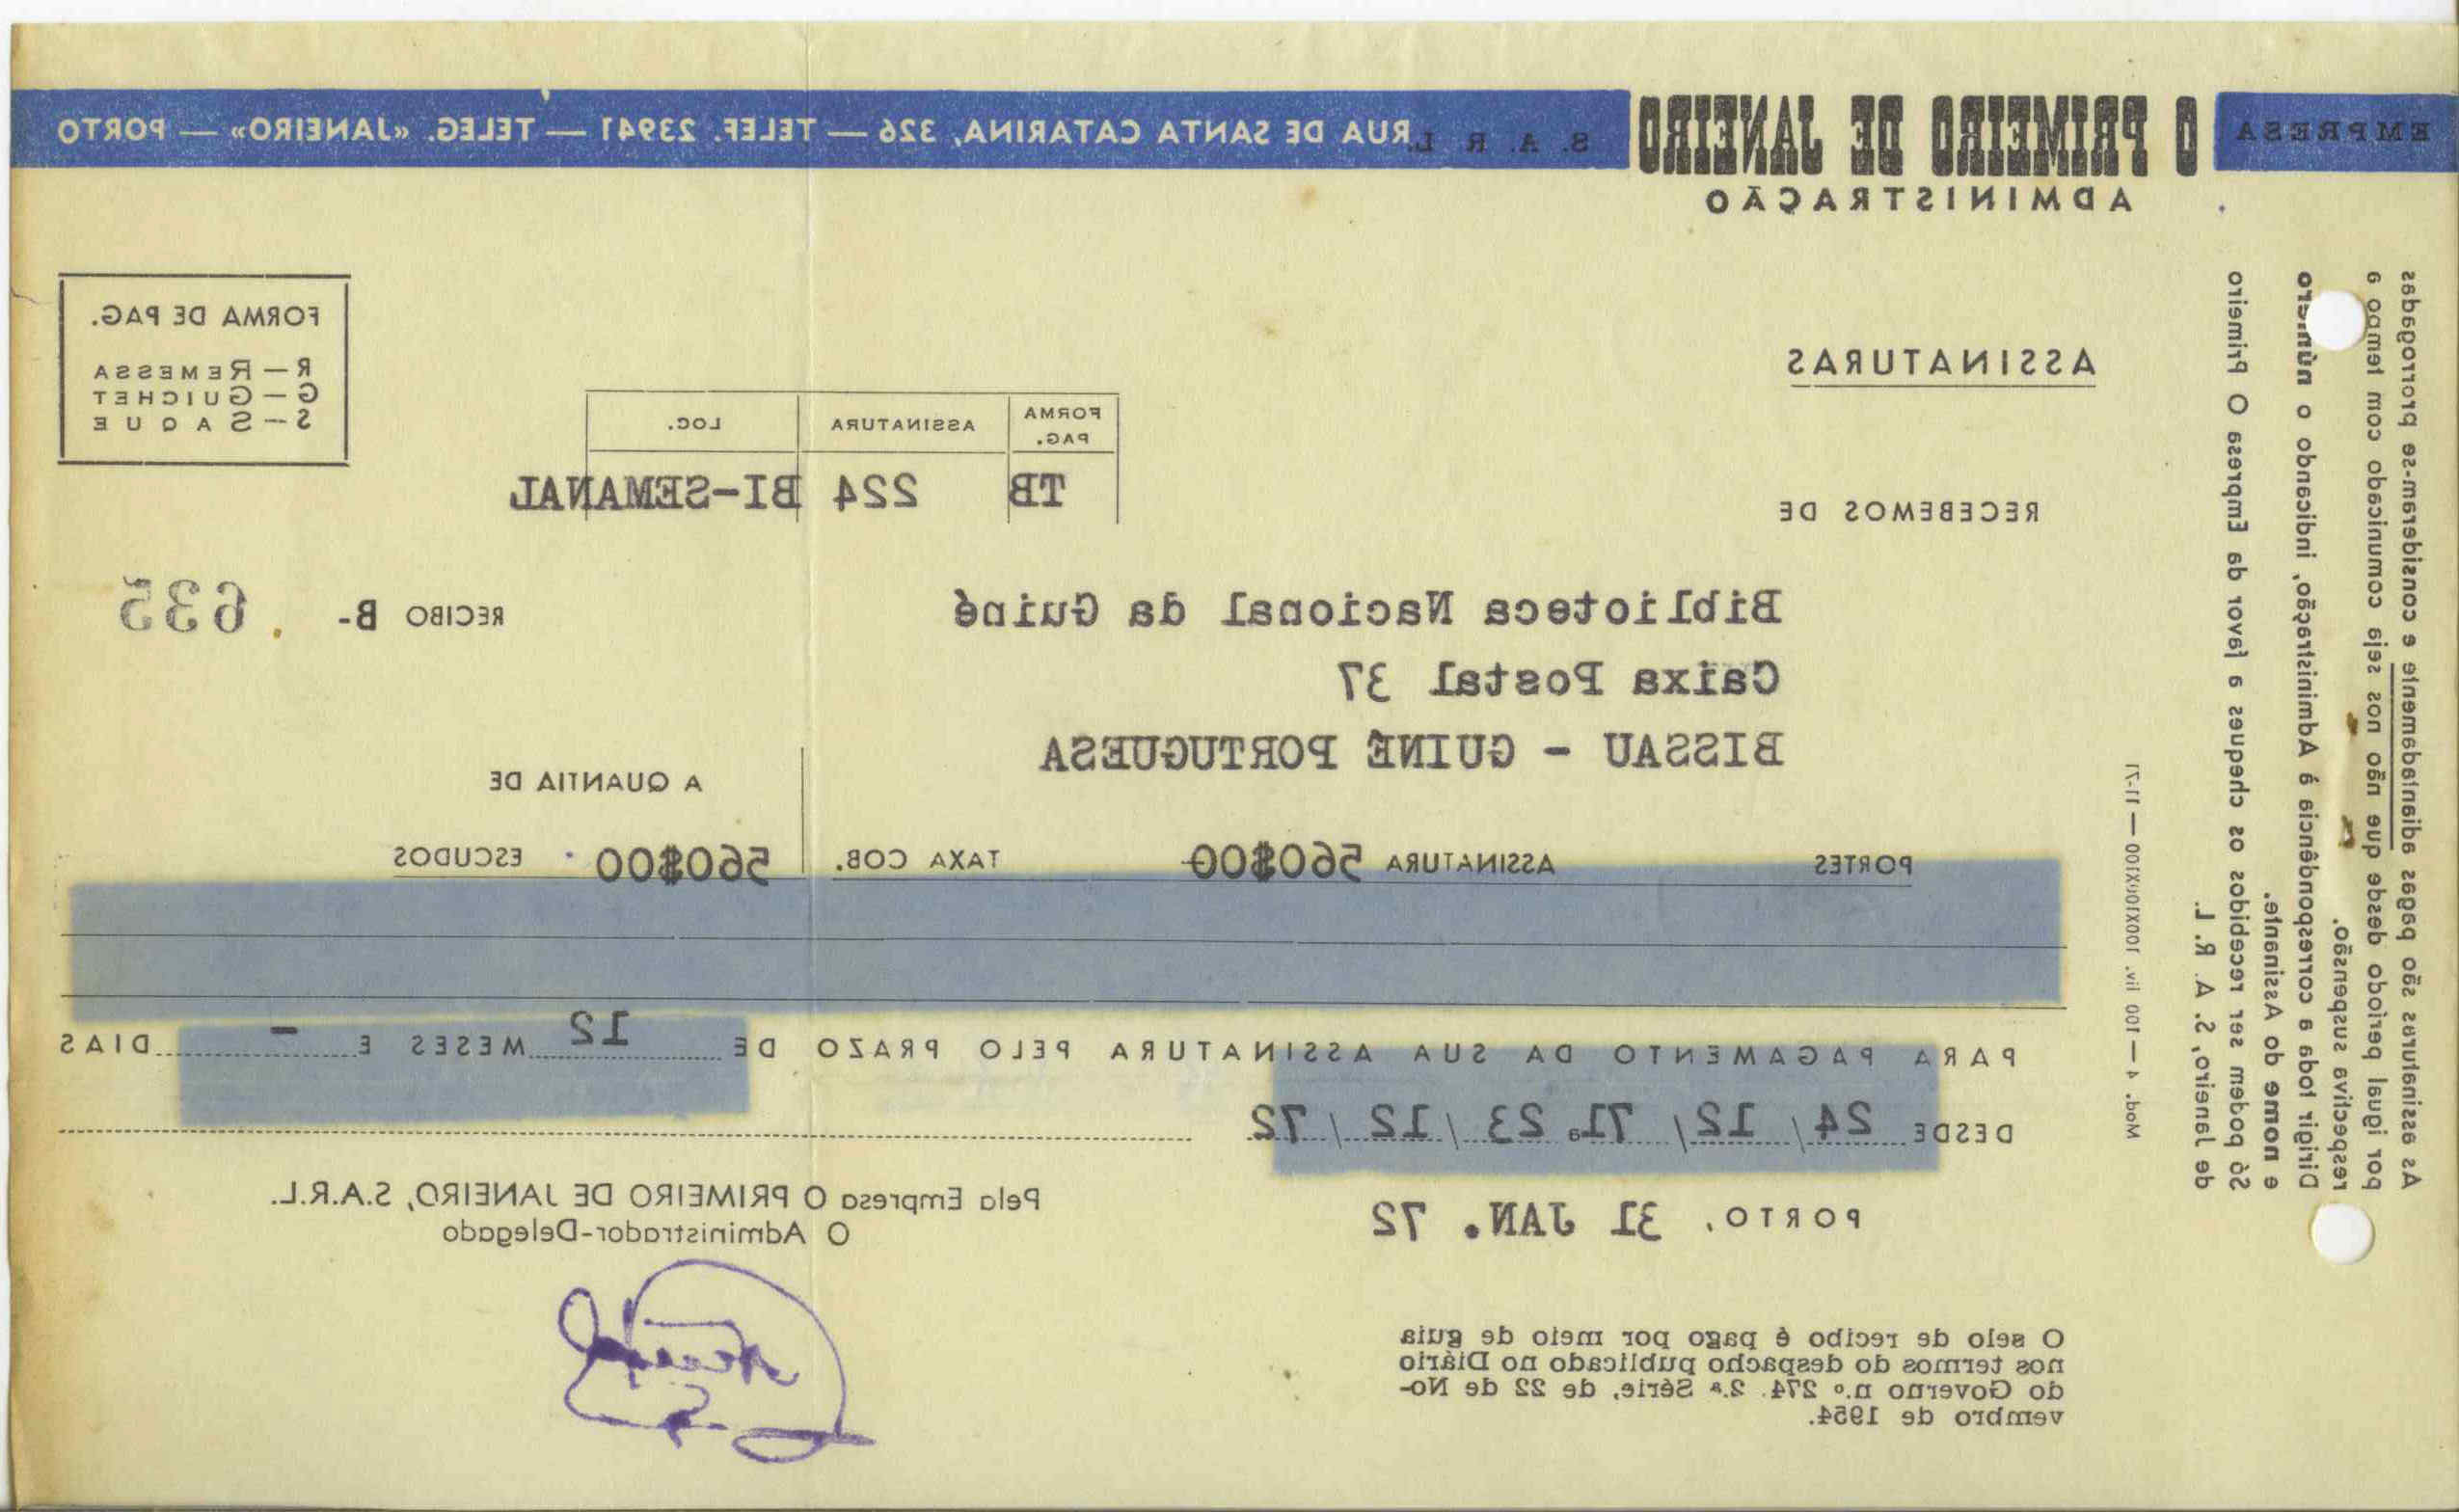 EMPRESA O PRIMEIRO DE JANEIRO S. A. R. L. RUA DE SANTA CATARINA, 326 — TELEF. 23941 — TELEG. «JANEIRO» — PORTO
ADMINISTRAÇÃO
As assinaturas são pagas adiantadamente e consideram-se prorrogadas
por igual período desde que não nos seja comunicado com tempo a
respectiva suspensão.
Dirigir toda a correspondência à Administração, indicando o número
e nome do Assinante.
Só podem ser recebidos os cheques a favor da Empresa O Primeiro
de Janeiro, S. A. R. L.
Mod. 4 — 100 liv. 100X100X100 — 11-71
ASSINATURAS
FORMA DE PAG.
R — REMESSA
G — GUICHET
S — SAQUE
FORMA PAG. ASSINATURA LOC.
TB 224 BI-SEMANAL
RECEBEMOS DE
Biblioteca Nacional da Guiné
RECIBO B- 635
Caixa Postal 37
BISSAU - GUINÉ PORTUGUESA
A QUANTIA DE
PORTES ASSINATURA 560$00 TAXA COB. 560$00 ESCUDOS
PARA PAGAMENTO DA SUA ASSINATURA PELO PRAZO DE 12 MESES E - DIAS
DESDE 24/ 12/ 71a 23/ 12/ 72
PORTO, 31 JAN. 72
Pela Empresa O PRIMEIRO DE JANEIRO, S.A.R.L.
O Administrador-Delegado
O selo de recibo é pago por meio de guia
nos termos do despacho publicado no Diário
do Governo n.º 274. 2.ª Série, de 22 de No-
vembro de 1954.